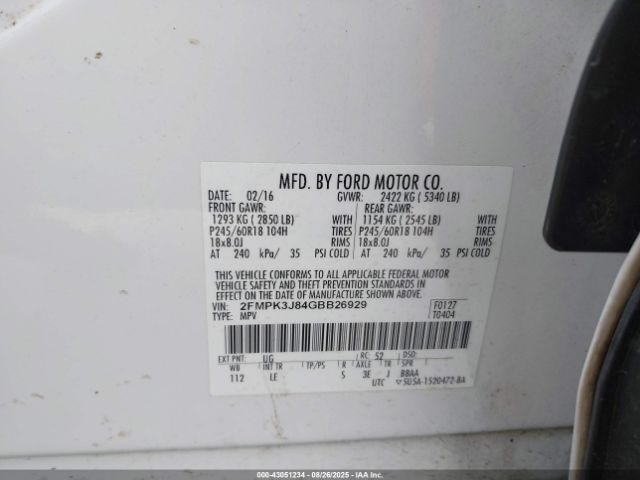 MFD. BY FORD MOTOR CO.
DATE: 02/16 GVWR: 2422 KG ( 5340 LB)
FRONT GAWR: REAR GAWR:
1293 KG ( 2850 LB) WITH 1154 KG ( 2545 LB) WITH
P245/60R18 104H TIRES P245/60R18 104H TIRES
18x8.0J RIMS 18x8.0J RIMS
AT 240 kPa/ 35 PSI COLD AT 240 kPa/ 35 PSI COLD
THIS VEHICLE CONFORMS TO ALL APPLICABLE FEDERAL MOTOR
VEHICLE SAFETY AND THEFT PREVENTION STANDARDS IN
EFFECT ON THE DATE OF MANUFACTURE SHOWN ABOVE.
VIN: 2FMPK3J84GBB26929 F0127
TYPE: MPV T0404
EXT PNT: UG RC: 52 DSO:
WB INT TR TP/PS R AXLE TR SPR
112 LE S 3E J BBAA
UTC 5U5A-1520472-BA
000-43051234 - 08/26/2025 - IAA